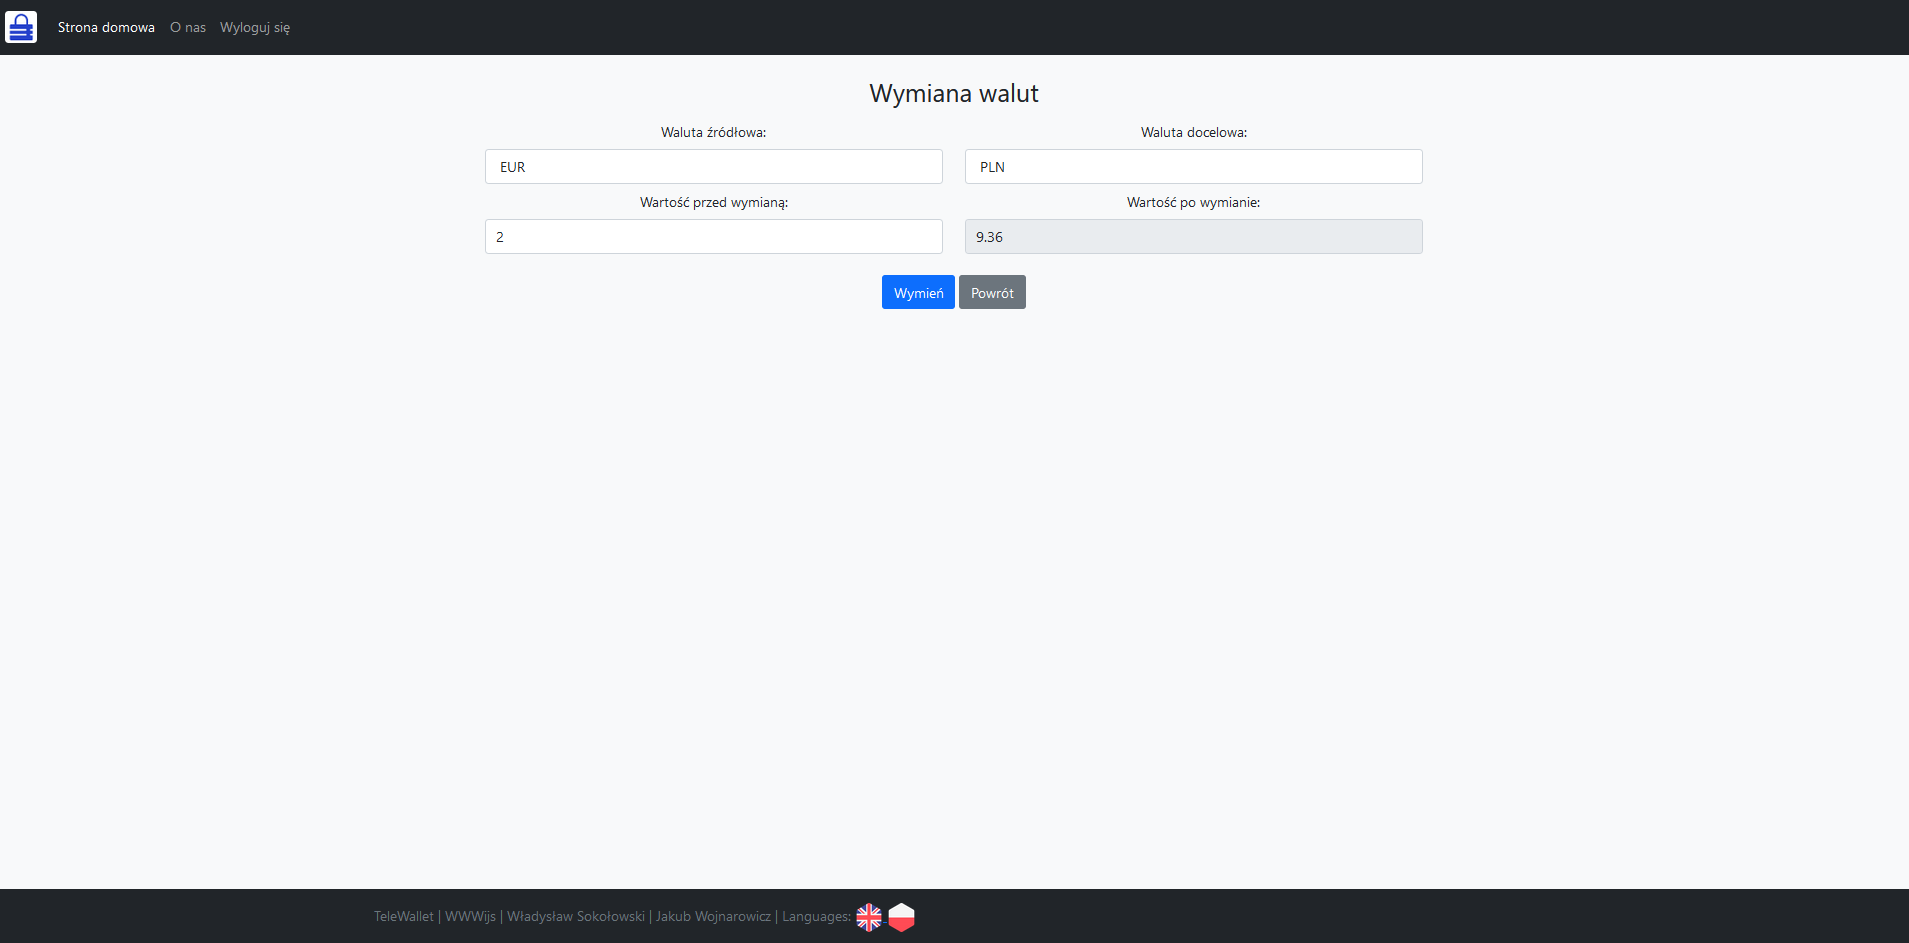 Strona domowa O nas Wyloguj się
Wymiana walut
Waluta źródłowa: Waluta docelowa:
EUR PLN
Wartość przed wymianą: Wartość po wymianie:
2 9.36
Wymień Powrót
TeleWallet | WWWijs | Władysław Sokołowski | Jakub Wojnarowicz | Languages: